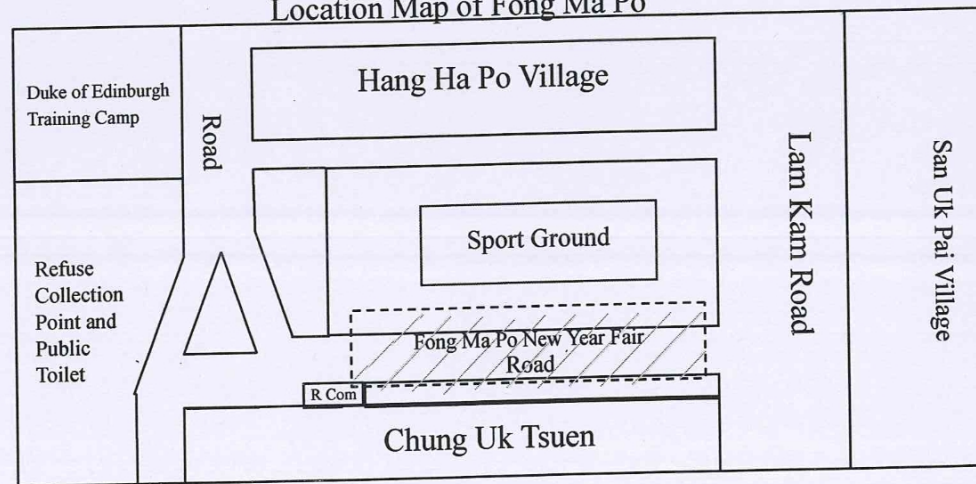 Location Map of Fong Ma Po
Duke of Edinburgh
Training Camp
Road
Hang Ha Po Village
Lam Kam Road
San Uk Pai Village
Sport Ground
Refuse
Collection
Point and
Public
Toilet
Fong Ma Po New Year Fair
Road
R Com
Chung Uk Tsuen